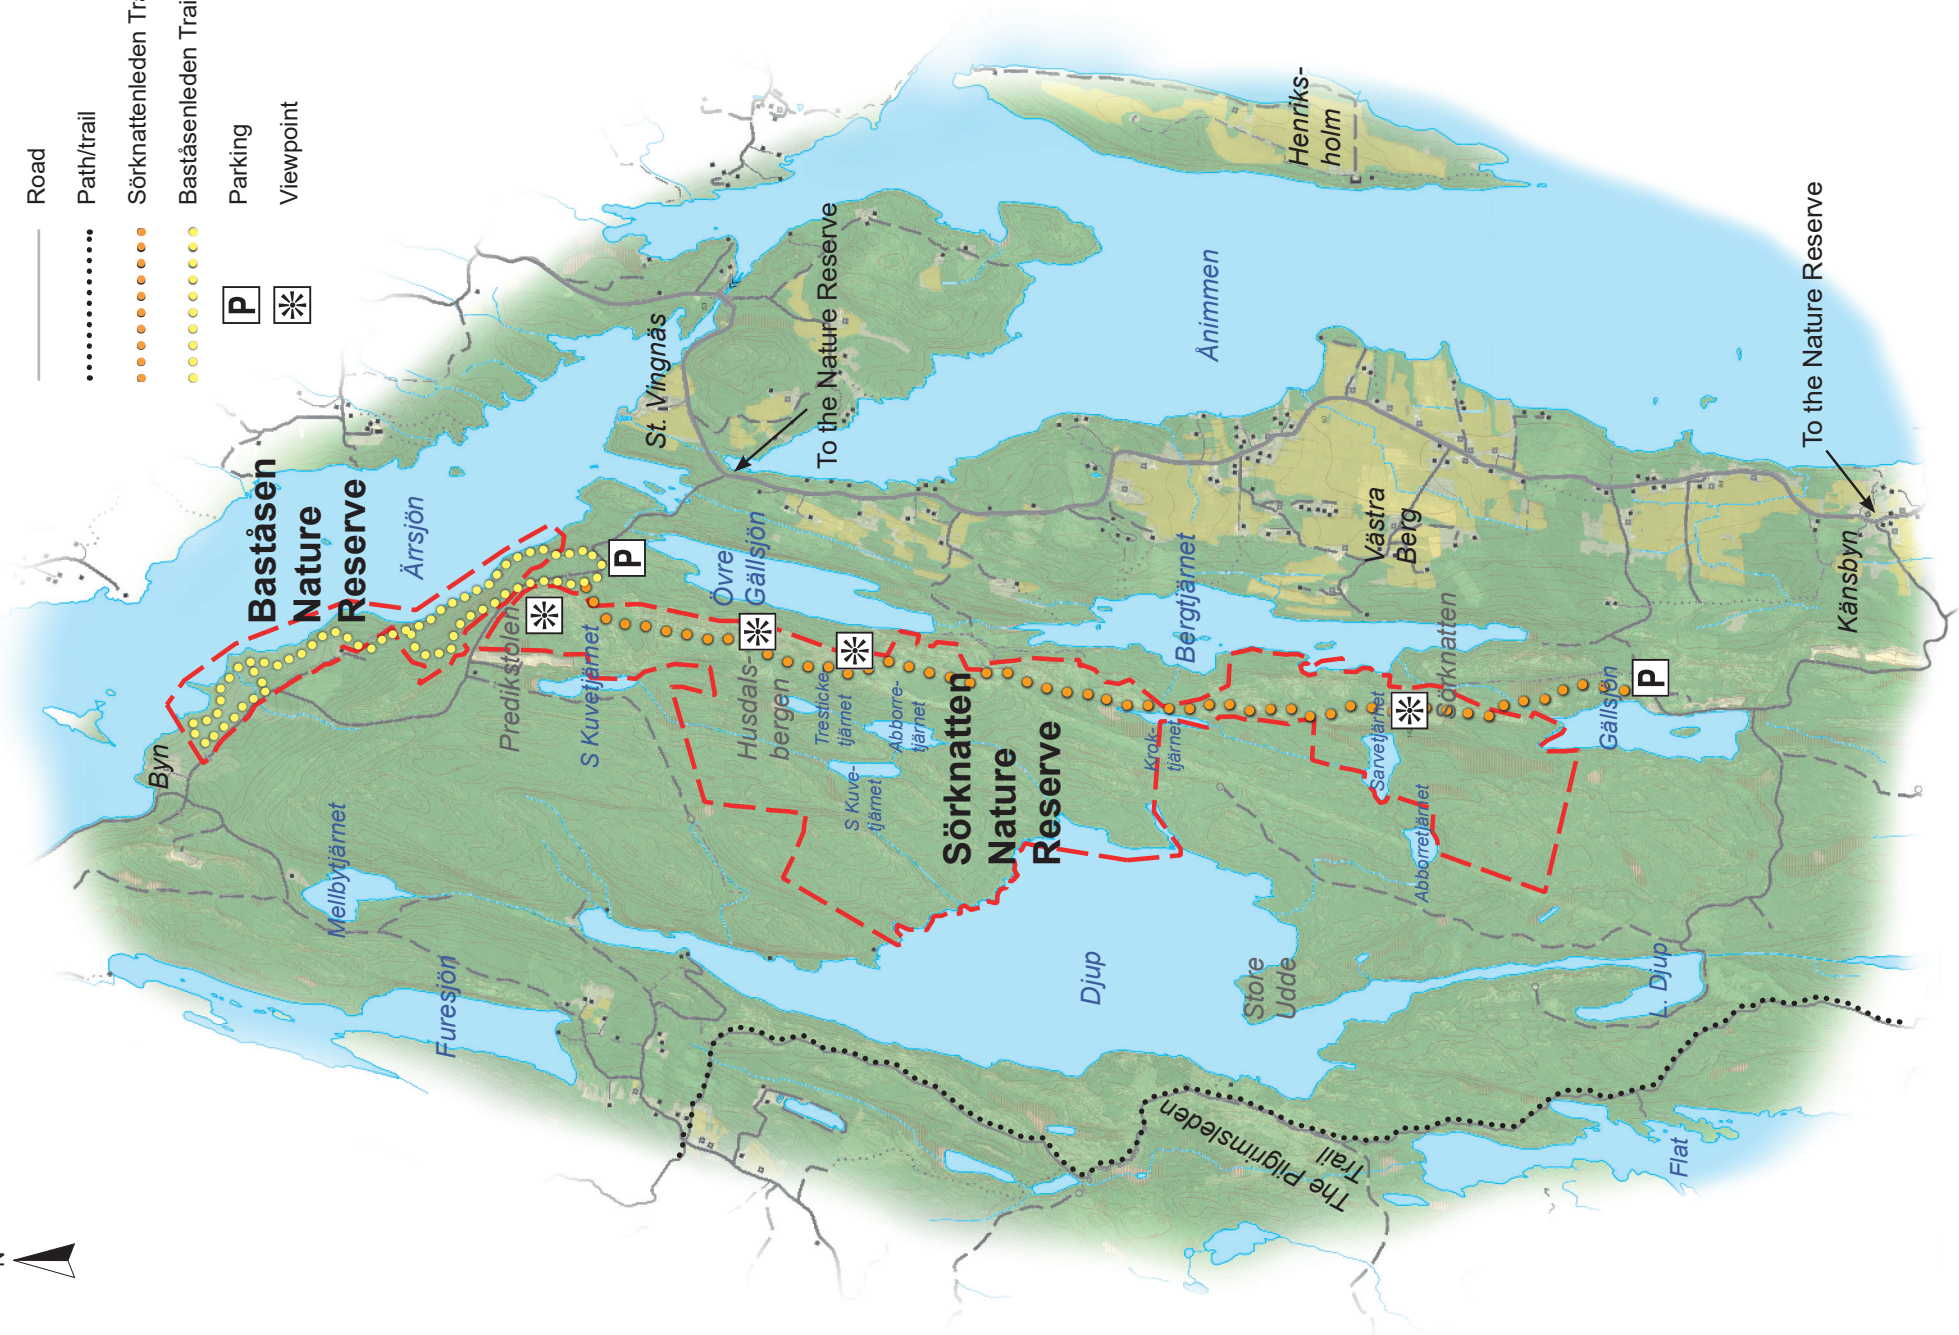 Road
Path/trail
Sörknattenleden Tra
Baståsenleden Trai
P
Parking
Viewpoint
Baståsen
Nature
Reserve
Ärrsjön
St. Vingnäs
To the Nature Reserve
Henriks-
holm
Ånimmen
P
Övre
Gällsjön
Byn
Predikstolen
S Kuvetjärnet
Husdals-
bergen
Tresticke-
tjärnet
Abborre-
tjärnet
S Kuve-
tjärnet
Mellbytjärnet
Furesjön
Sörknatten
Nature
Reserve
Bergtjärnet
Västra
Berg
Krok-
tjärnet
Sarvetjärnet
Sörknatten
Abborretjärnet
Gällsjön
P
Känsbyn
To the Nature Reserve
Djup
Store
Udde
L. Djup
The Pilgrimsleden
Trail
Flat